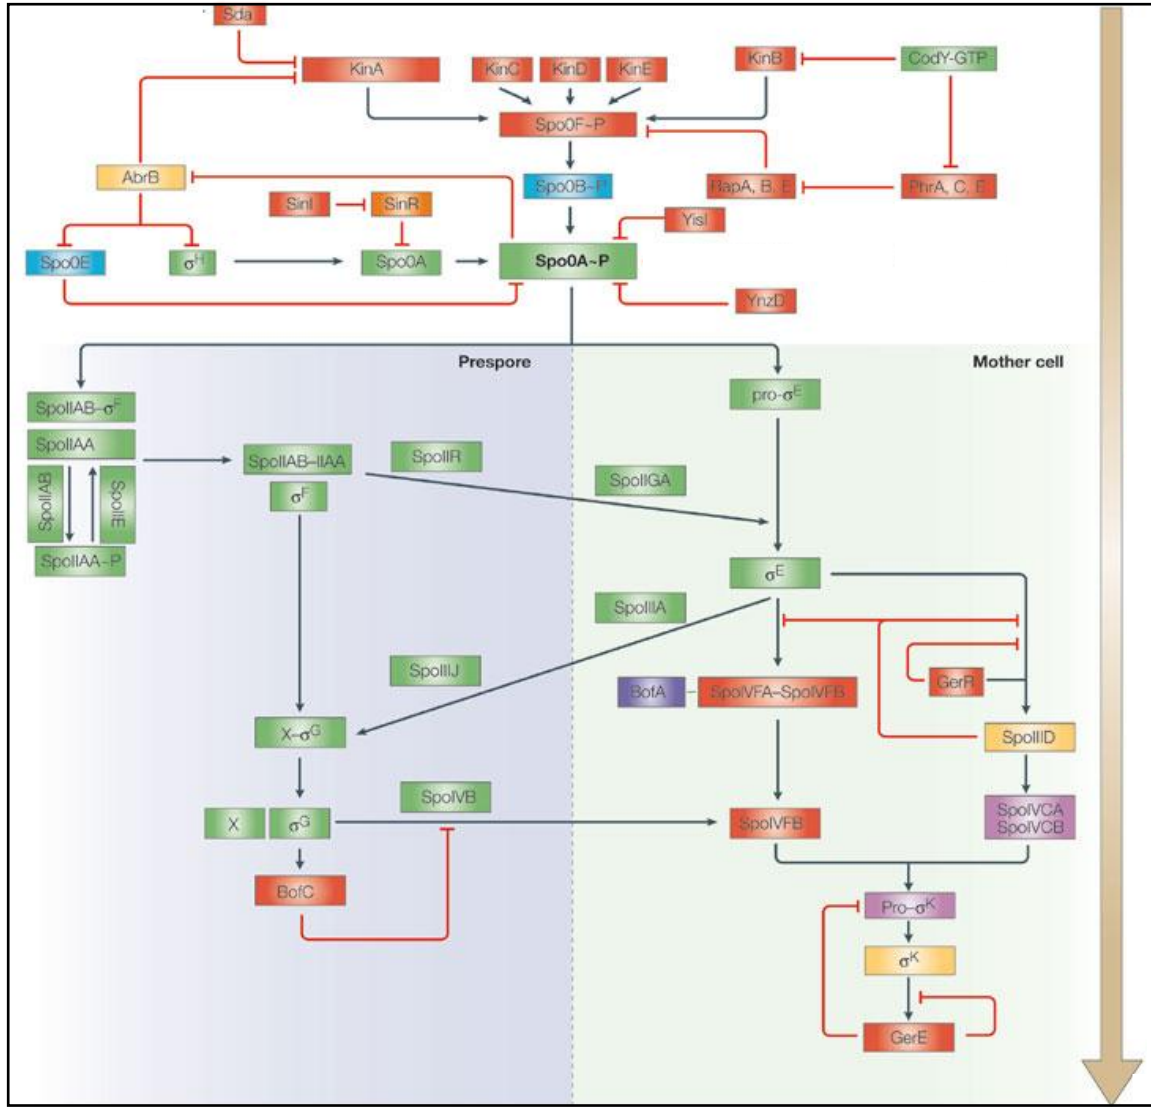 Sda
KinA
KinC
KinD
KinE
KinB
CodY-GTP
Spo0F~P
AbrB
Spo0B~P
RapA, B, E
PhrA, C, E
SinI
SinR
YisI
Spo0E
σH
Spo0A
Spo0A~P
YnzD
Prespore
Mother cell
SpoIIAB–σF
pro-σE
SpoIIAA
SpoIIAB
SpoIIE
SpoIIAA~P
SpoIIAB–IIAA
σF
SpoIIR
SpoIIGA
σE
SpoIIIA
SpoIIIJ
BofA
SpoIVFA–SpoIVFB
GerR
X–σG
SpoIIID
SpoIVB
X
σG
SpoIVFB
SpoIVCA
SpoIVCB
BofC
Pro–σK
σK
GerE